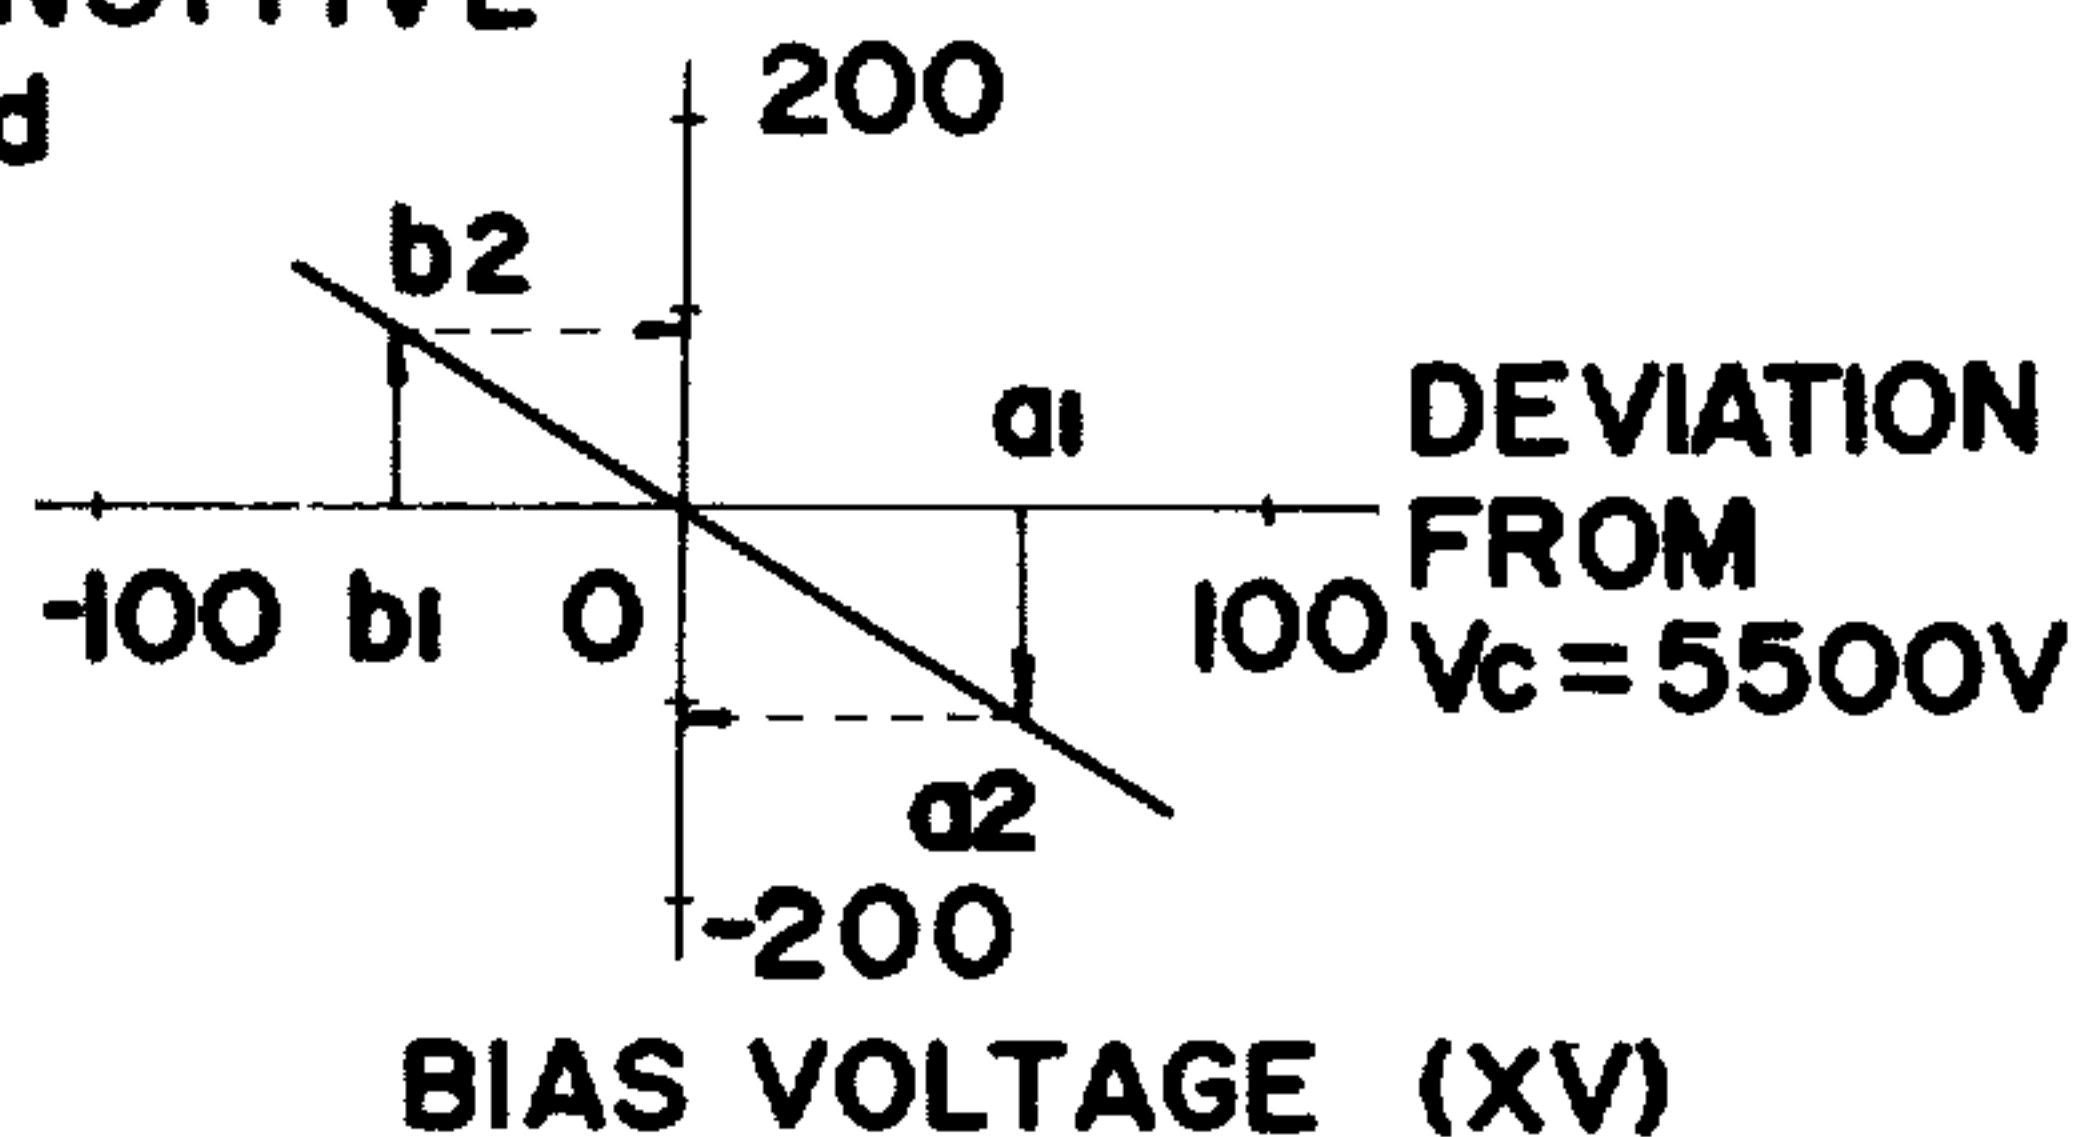 d
200
b2
a1
DEVIATION
FROM
Vc=5500V
-100 b1 0 100
a2
-200
BIAS VOLTAGE (XV)